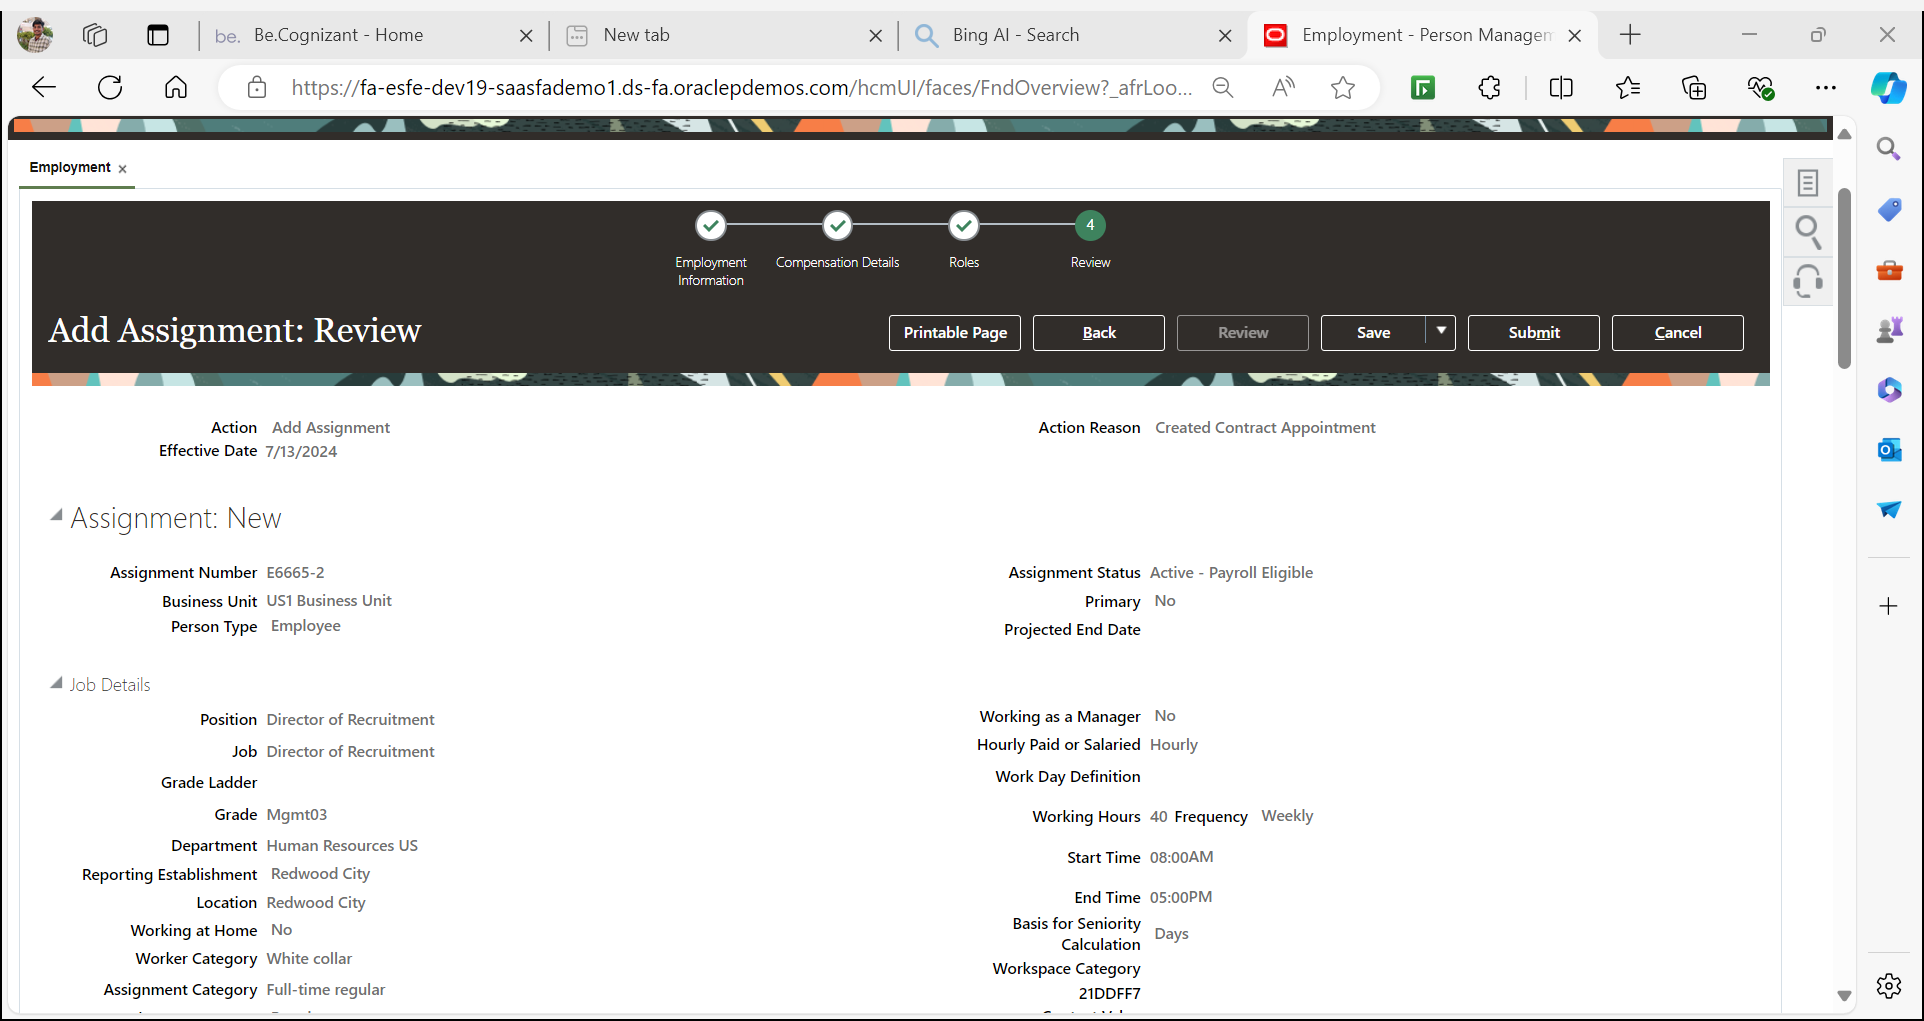 be. Be.Cognizant - Home
New tab
Bing AI - Search
Employment - Person Managem
https://fa-esfe-dev19-saasfademo1.ds-fa.oraclepdemos.com/hcmUI/faces/FndOverview?_afrLoo...
Employment
4
Employment Compensation Details Roles Review
Information
Add Assignment: Review
Printable Page Back Review Save Submit Cancel
Action Add Assignment Action Reason Created Contract Appointment
Effective Date 7/13/2024
Assignment: New
Assignment Number E6665-2 Assignment Status Active - Payroll Eligible
Business Unit US1 Business Unit Primary No
Person Type Employee Projected End Date
Job Details
Position Director of Recruitment Working as a Manager No
Job Director of Recruitment Hourly Paid or Salaried Hourly
Grade Ladder Work Day Definition
Grade Mgmt03 Working Hours 40 Frequency Weekly
Department Human Resources US
Reporting Establishment Redwood City Start Time 08:00AM
Location Redwood City End Time 05:00PM
Working at Home No Basis for Seniority
Calculation Days
Worker Category White collar Workspace Category
Assignment Category Full-time regular 21DDFF7